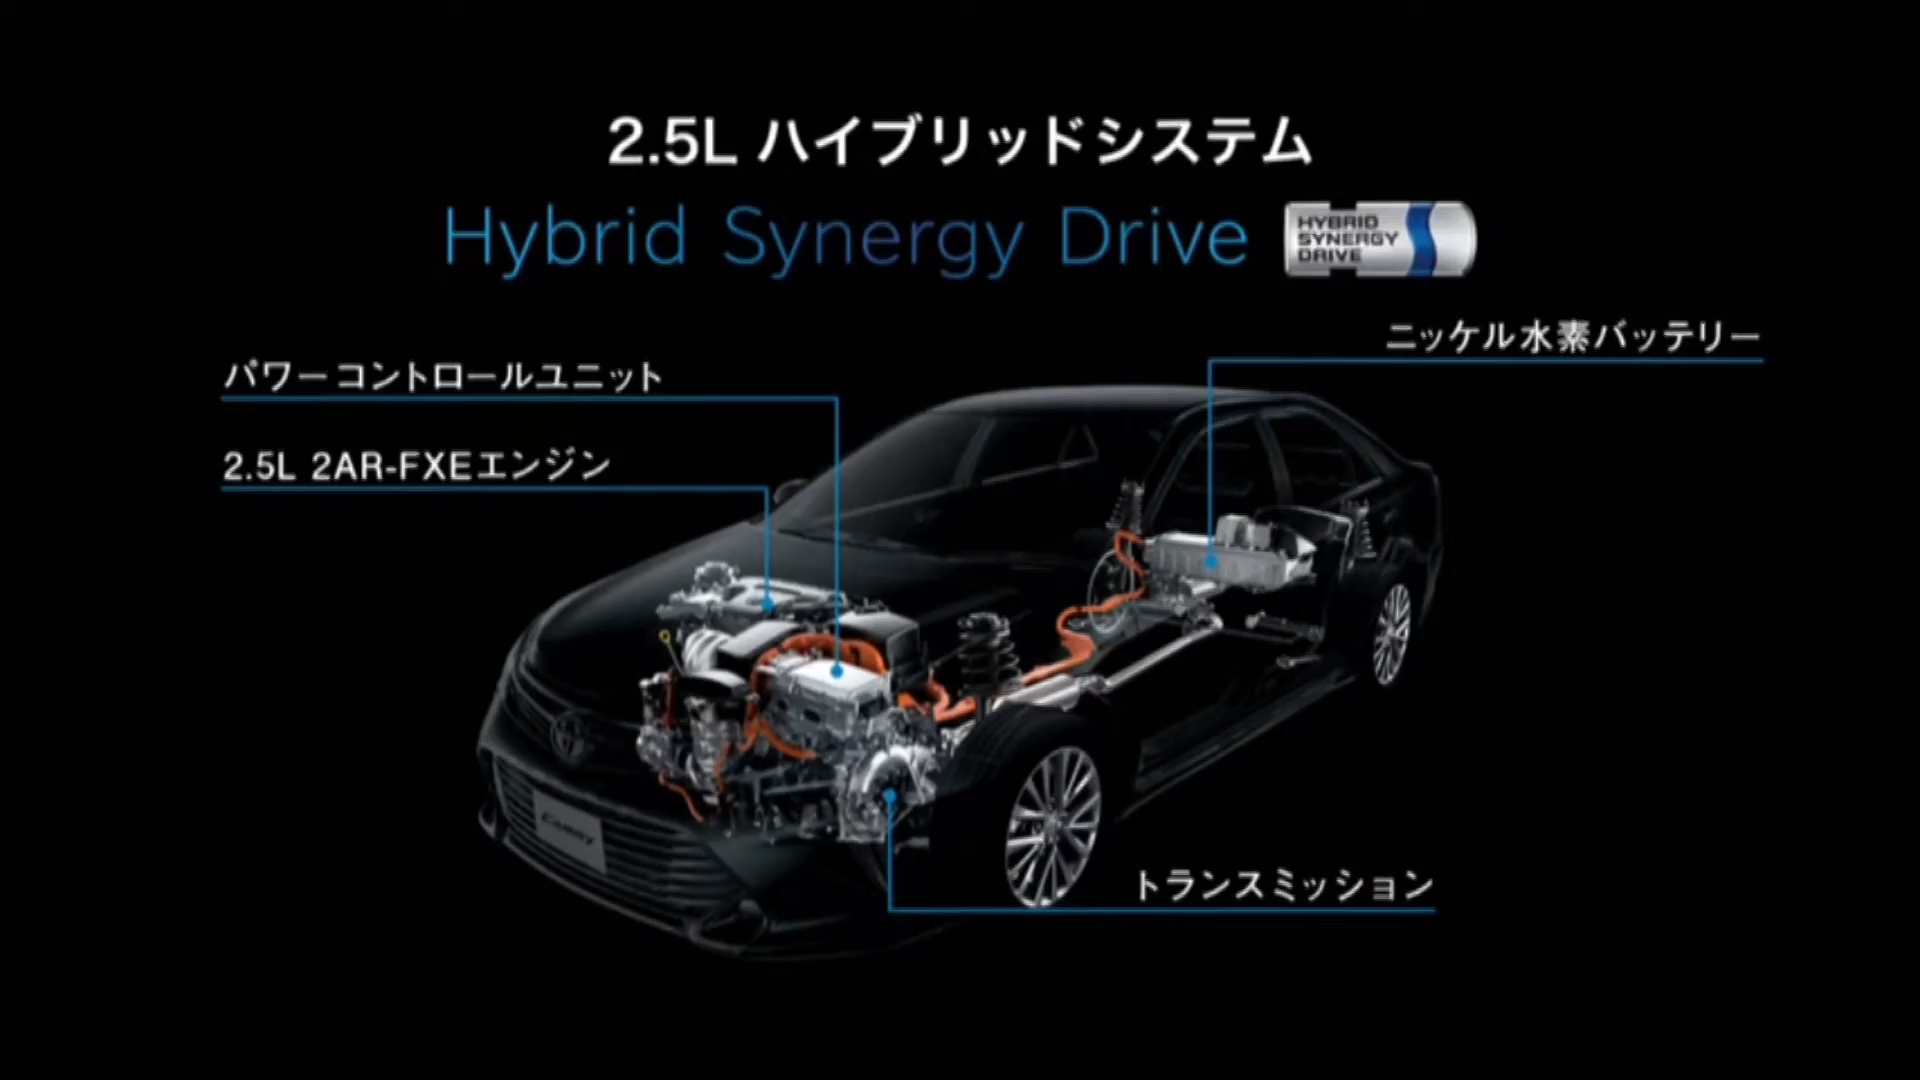 2.5L ハイブリッドシステム
Hybrid Synergy Drive
HYBRID
SYNERGY
DRIVE
ニッケル水素バッテリー
パワーコントロールユニット
2.5L 2AR-FXEエンジン
CAMRY
トランスミッション